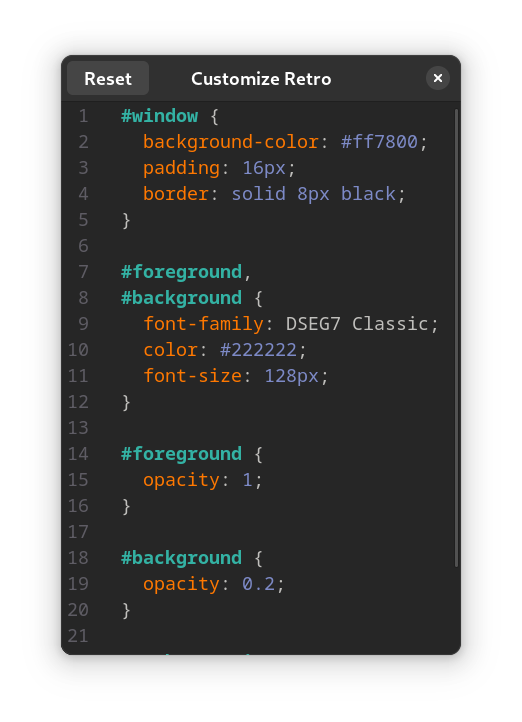 Reset Customize Retro
1 #window {
2 background-color: #ff7800;
3 padding: 16px;
4 border: solid 8px black;
5 }
6
7 #foreground,
8 #background {
9 font-family: DSEG7 Classic;
10 color: #222222;
11 font-size: 128px;
12 }
13
14 #foreground {
15 opacity: 1;
16 }
17
18 #background {
19 opacity: 0.2;
20 }
21